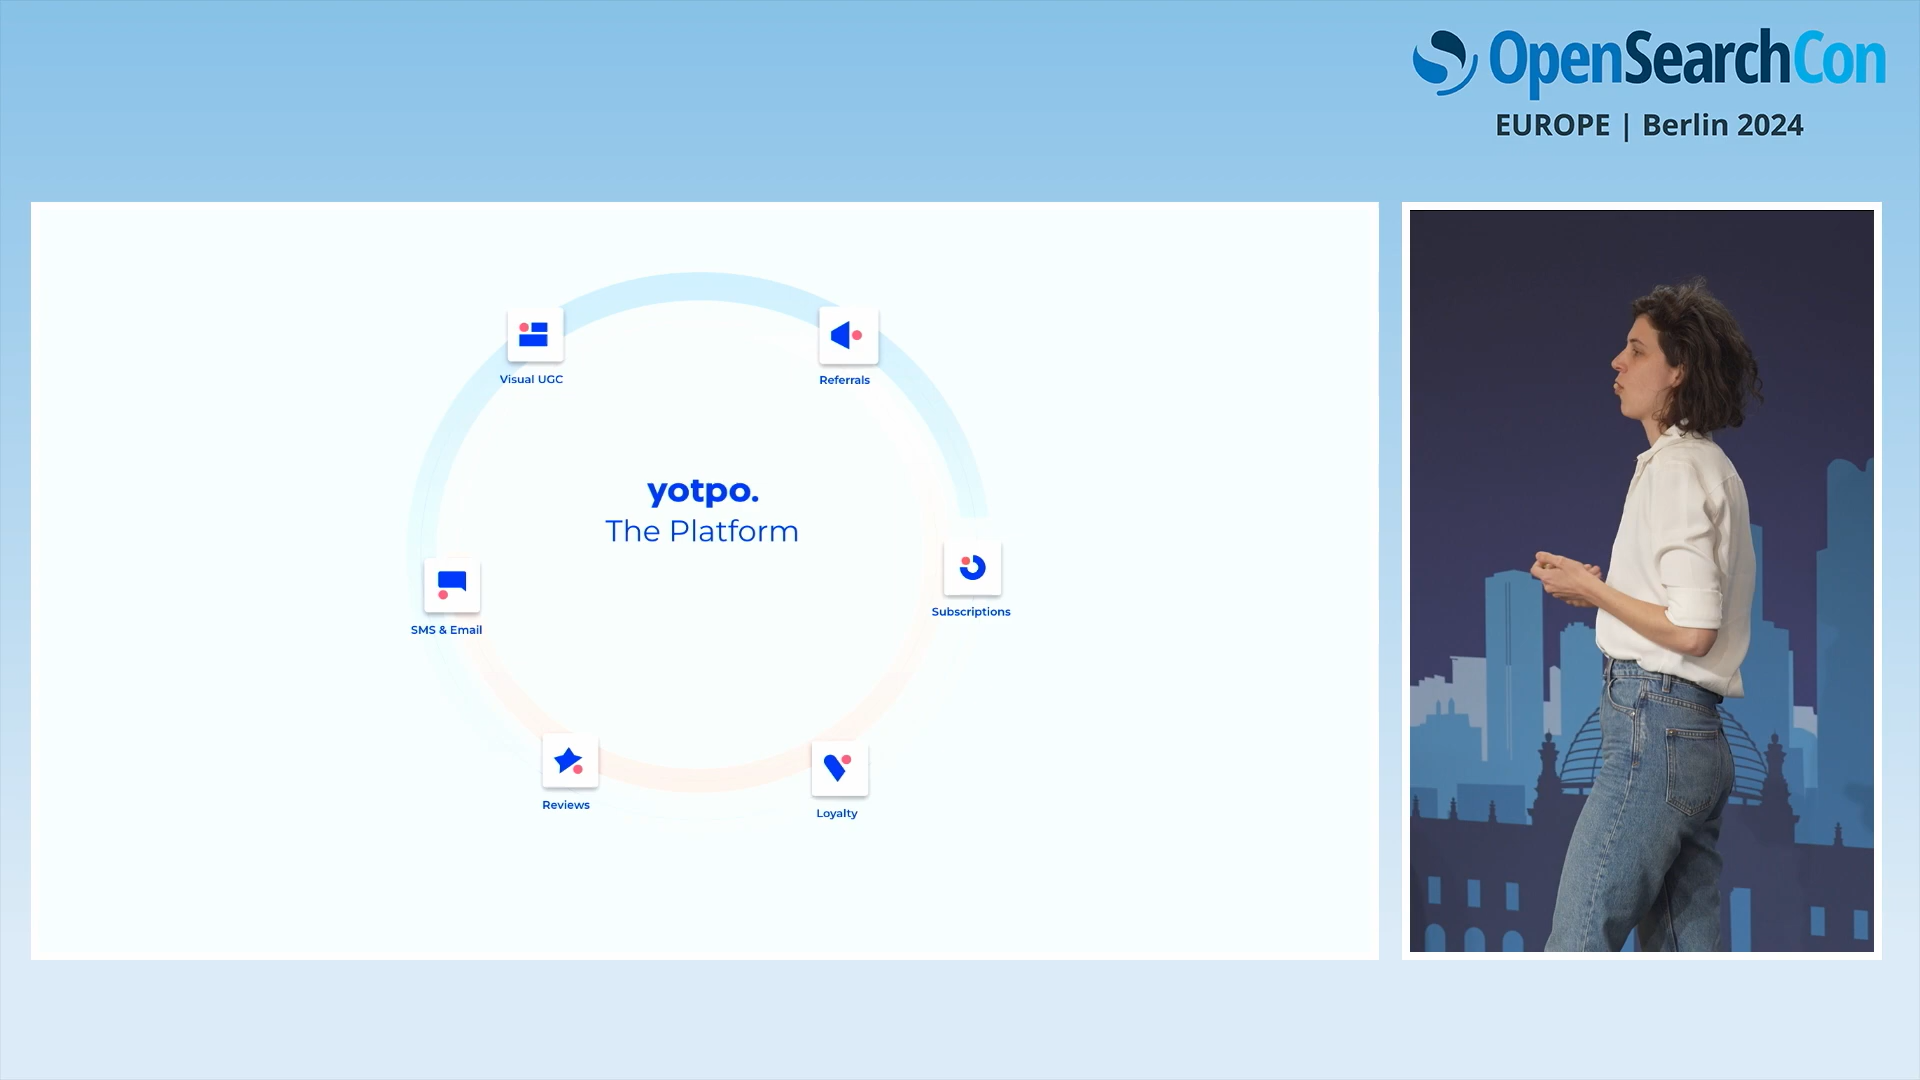 OpenSearchCon
EUROPE | Berlin 2024
Visual UGC
Referrals
yotpo.
The Platform
Subscriptions
SMS & Email
Reviews
Loyalty